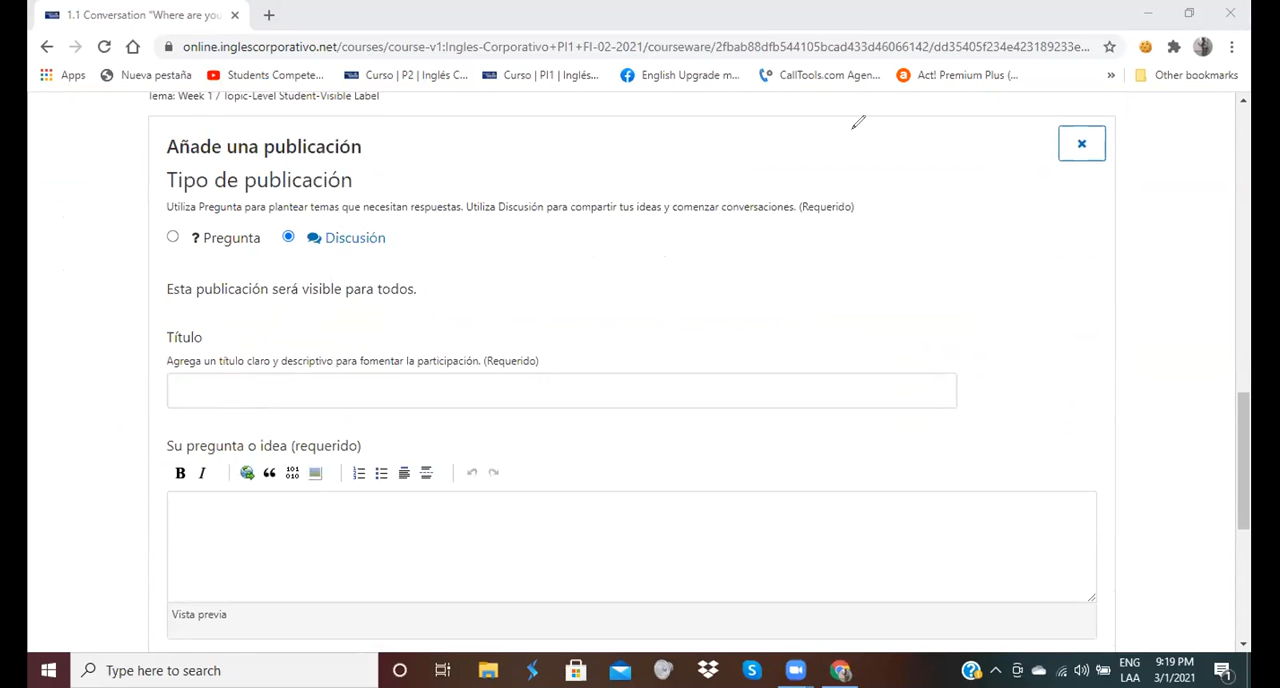 1.1 Conversation "Where are you
online.inglescorporativo.net/courses/course-v1:Ingles-Corporativo+PI1+FI-02-2021/courseware/2fbab88dfb544105bcad433d46066142/dd35405f234e423189233e...
Apps
Nueva pestaña
Students Compete...
Curso | P2 | Inglés C...
Curso | PI1 | Inglés...
English Upgrade m...
CallTools.com Agen...
Act! Premium Plus (...
»
Other bookmarks
Tema: Week 1 / Topic-Level Student-Visible Label
Añade una publicación
Tipo de publicación
Utiliza Pregunta para plantear temas que necesitan respuestas. Utiliza Discusión para compartir tus ideas y comenzar conversaciones. (Requerido)
? Pregunta
Discusión
Esta publicación será visible para todos.
Título
Agrega un título claro y descriptivo para fomentar la participación. (Requerido)
Su pregunta o idea (requerido)
B I
Vista previa
Type here to search
ENG
LAA
9:19 PM
3/1/2021